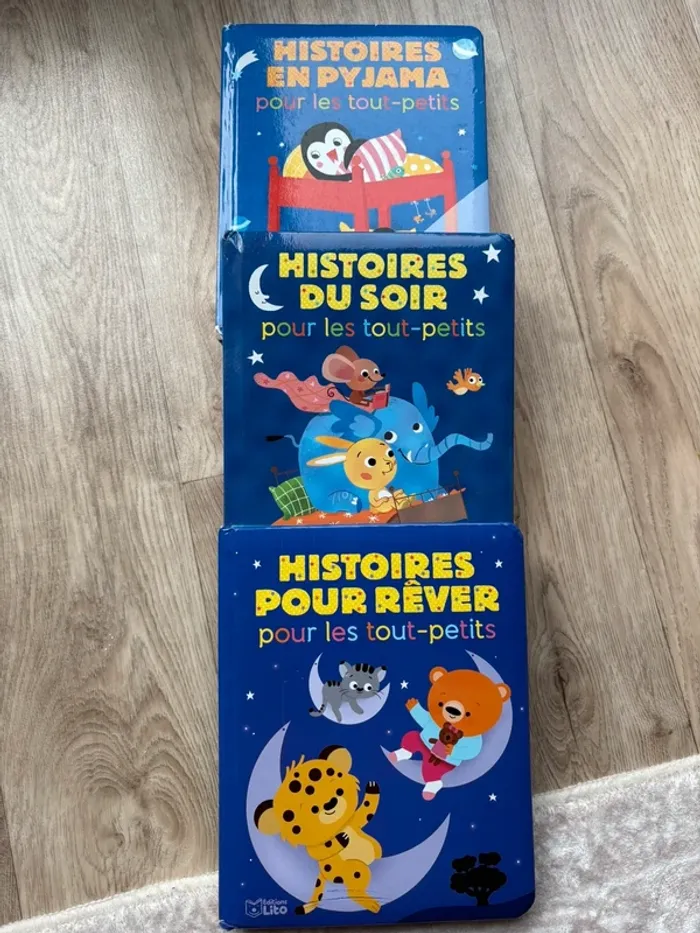 HISTOIRES
EN PYJAMA
pour les tout-petits
HISTOIRES
DU SOIR
pour les tout-petits
HISTOIRES
POUR RÊVER
pour les tout-petits
Éditions
Lito